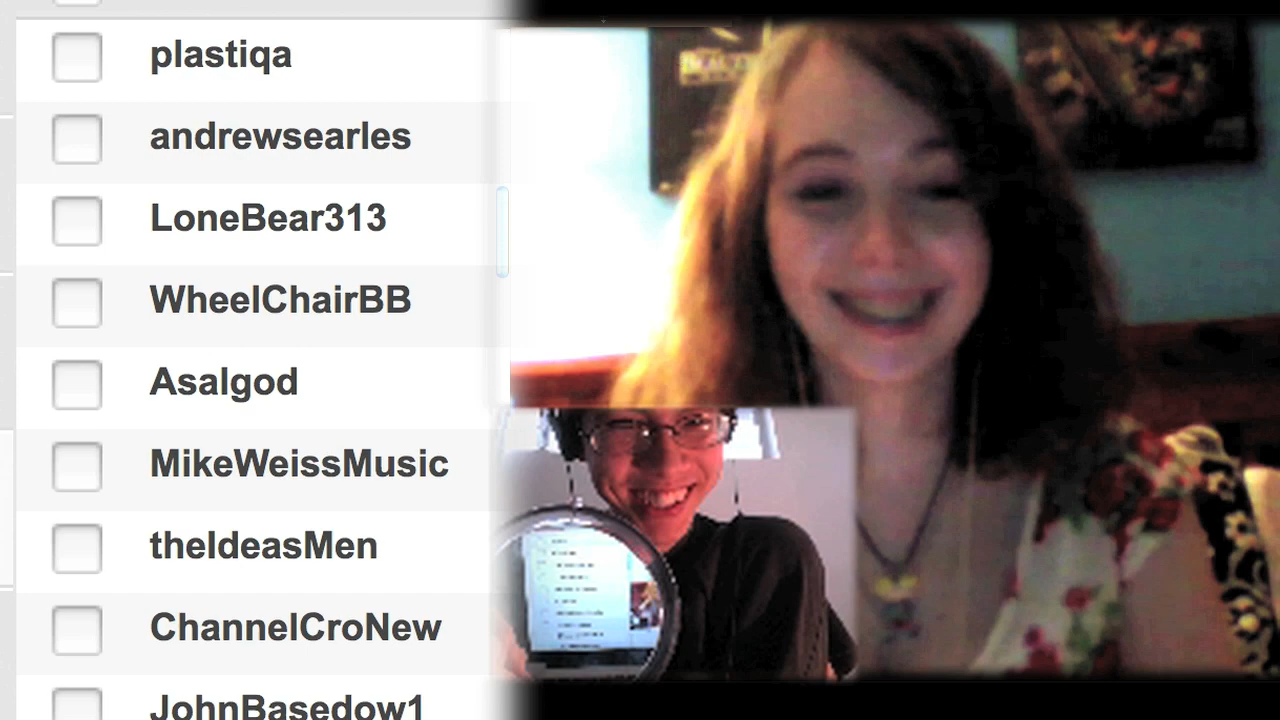 plastiqa
andrewsearles
LoneBear313
WheelChairBB
Asalgod
MikeWeissMusic
theIdeasMen
ChannelCroNew
JohnBasedow1